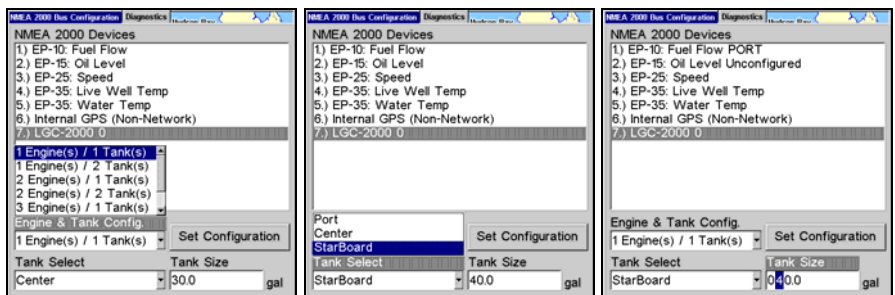 NMEA 2000 Bus Configuration Diagnostics
NMEA 2000 Devices
1.) EP-10: Fuel Flow
2.) EP-15: Oil Level
3.) EP-25: Speed
4.) EP-35: Live Well Temp
5.) EP-35: Water Temp
6.) Internal GPS (Non-Network)
7.) LGC-2000 0
1 Engine(s) / 1 Tank(s)
1 Engine(s) / 2 Tank(s)
2 Engine(s) / 1 Tank(s)
2 Engine(s) / 2 Tank(s)
3 Engine(s) / 1 Tank(s)
Engine & Tank Config.
1 Engine(s) / 1 Tank(s) Set Configuration
Tank Select Tank Size
Center 30.0 gal
NMEA 2000 Bus Configuration Diagnostics
NMEA 2000 Devices
1.) EP-10: Fuel Flow
2.) EP-15: Oil Level
3.) EP-25: Speed
4.) EP-35: Live Well Temp
5.) EP-35: Water Temp
6.) Internal GPS (Non-Network)
7.) LGC-2000 0
Port
Center
StarBoard
Set Configuration
Tank Select Tank Size
StarBoard 40.0 gal
NMEA 2000 Bus Configuration Diagnostics
NMEA 2000 Devices
1.) EP-10: Fuel Flow PORT
2.) EP-15: Oil Level Unconfigured
3.) EP-25: Speed
4.) EP-35: Live Well Temp
5.) EP-35: Water Temp
6.) Internal GPS (Non-Network)
7.) LGC-2000 0
Engine & Tank Config.
1 Engine(s) / 1 Tank(s) Set Configuration
Tank Select Tank Size
StarBoard 040.0 gal